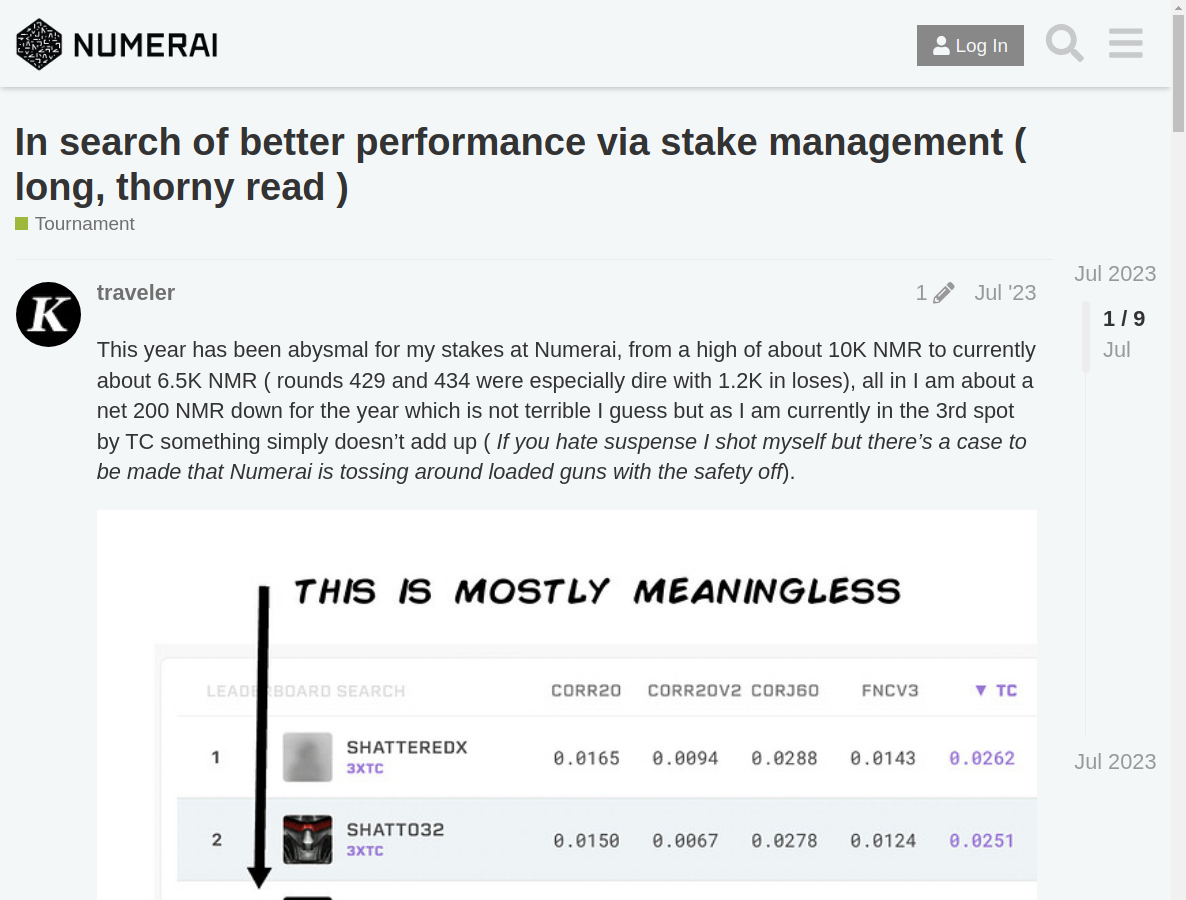 NUMERAI
Log In
In search of better performance via stake management (
long, thorny read )
Tournament
Jul 2023
traveler
1
Jul '23
1 / 9
Jul
This year has been abysmal for my stakes at Numerai, from a high of about 10K NMR to currently
about 6.5K NMR ( rounds 429 and 434 were especially dire with 1.2K in loses), all in I am about a
net 200 NMR down for the year which is not terrible I guess but as I am currently in the 3rd spot
by TC something simply doesn’t add up ( If you hate suspense I shot myself but there’s a case to
be made that Numerai is tossing around loaded guns with the safety off).
THIS IS MOSTLY MEANINGLESS
LEADERBOARD SEARCH CORR20 CORR20V2 CORJ60 FNCV3 ▼ TC
1 SHATTEREDX 0.0165 0.0094 0.0288 0.0143 0.0262
3XTC
Jul 2023
2 SHATT032 0.0150 0.0067 0.0278 0.0124 0.0251
3XTC